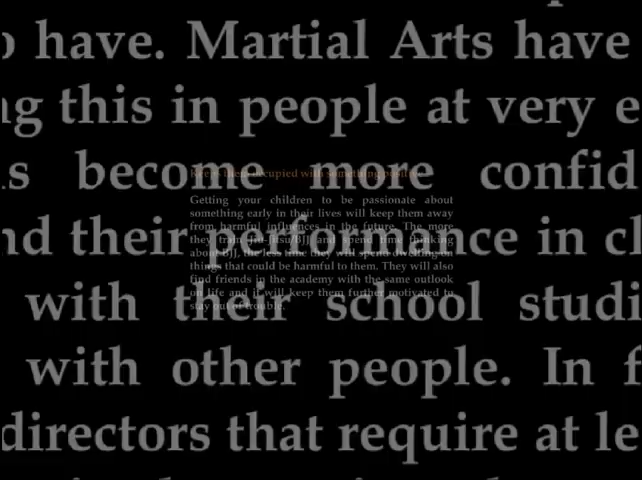 o have. Martial Arts have
ng this in people at very e
is become more confid
nd their performance in cl
with their school studi
with other people. In f
directors that require at le
Keep them occupied with something positive
Getting your children to be passionate about
something early in their lives will keep them away
from harmful influences in the future. The more
they train Jiu-Jitsu/BJJ and spend time thinking
about BJJ, the less time they will spend dwelling on
things that could be harmful to them. They will also
find friends in the academy with the same outlook
on life and it will keep them further motivated to
stay out of trouble.